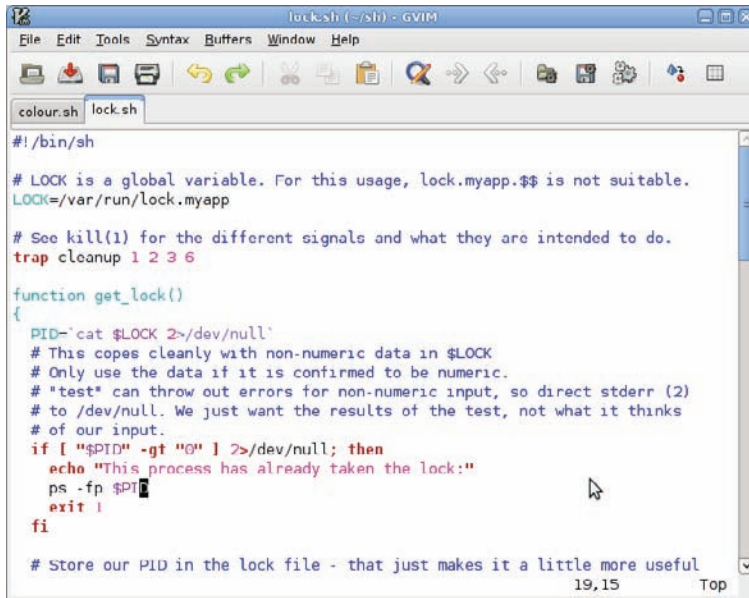 lock.sh (~/sh) - GVIM
File Edit Tools Syntax Buffers Window Help
colour.sh lock.sh
#!/bin/sh
# LOCK is a global variable. For this usage, lock.myapp.$$ is not suitable.
LOCK=/var/run/lock.myapp
# See kill(1) for the different signals and what they are intended to do.
trap cleanup 1 2 3 6
function get_lock()
{
PID=`cat $LOCK 2>/dev/null`
# This copes cleanly with non-numeric data in $LOCK
# Only use the data if it is confirmed to be numeric.
# "test" can throw out errors for non-numeric input, so direct stderr (2)
# to /dev/null. We just want the results of the test, not what it thinks
# of our input.
if [ "$PID" -gt "0" ] 2>/dev/null; then
echo "This process has already taken the lock:"
ps -fp $PID
exit 1
fi
# Store our PID in the lock file - that just makes it a little more useful
19,15 Top